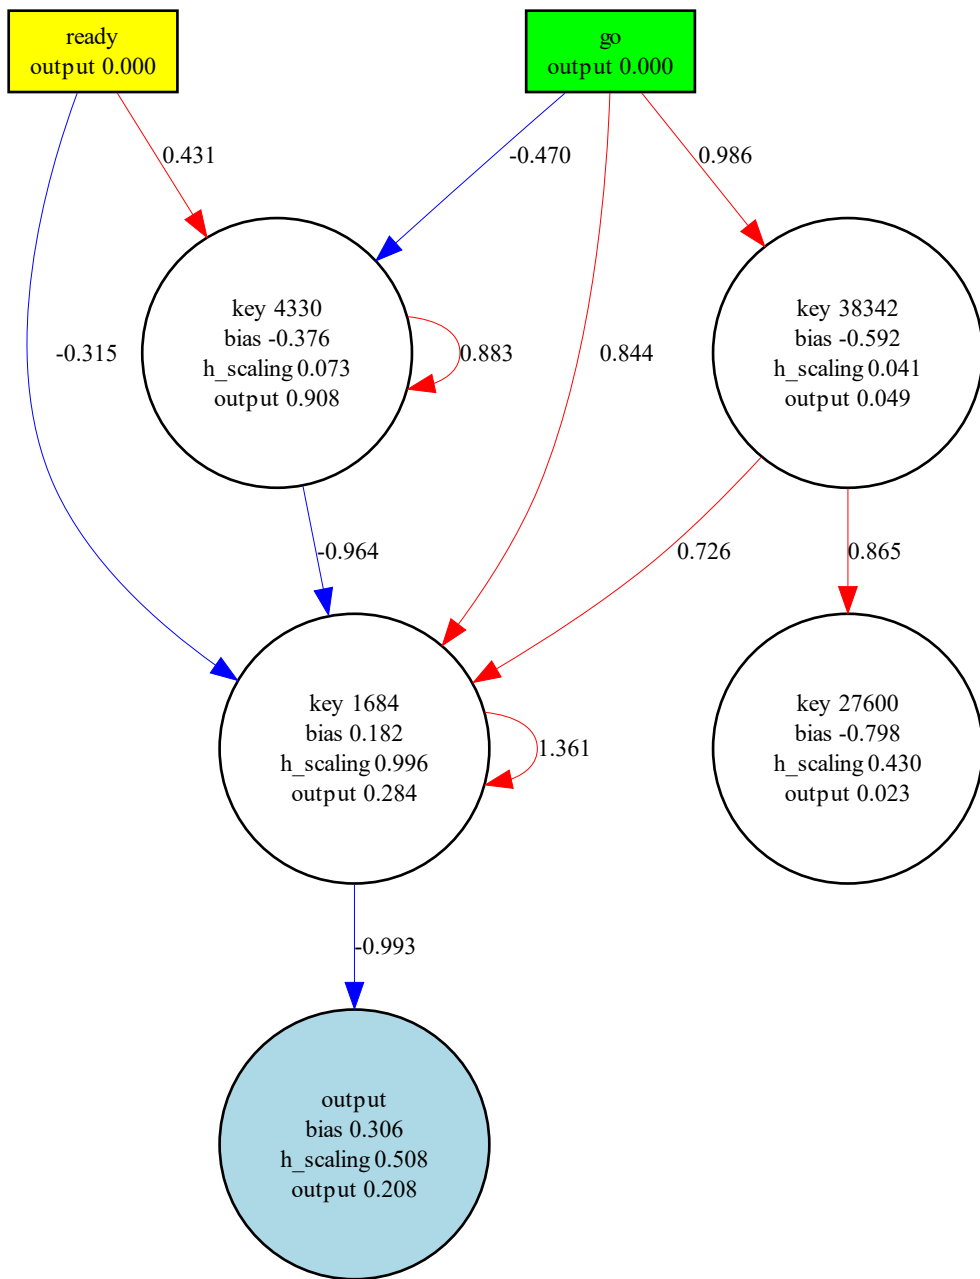 ready
output 0.000
go
output 0.000
0.431
-0.470
0.986
key 4330
bias -0.376
h_scaling 0.073
output 0.908
key 38342
bias -0.592
h_scaling 0.041
output 0.049
-0.315
0.883
0.844
-0.964
0.726
0.865
key 1684
bias 0.182
h_scaling 0.996
output 0.284
key 27600
bias -0.798
h_scaling 0.430
output 0.023
1.361
-0.993
output
bias 0.306
h_scaling 0.508
output 0.208